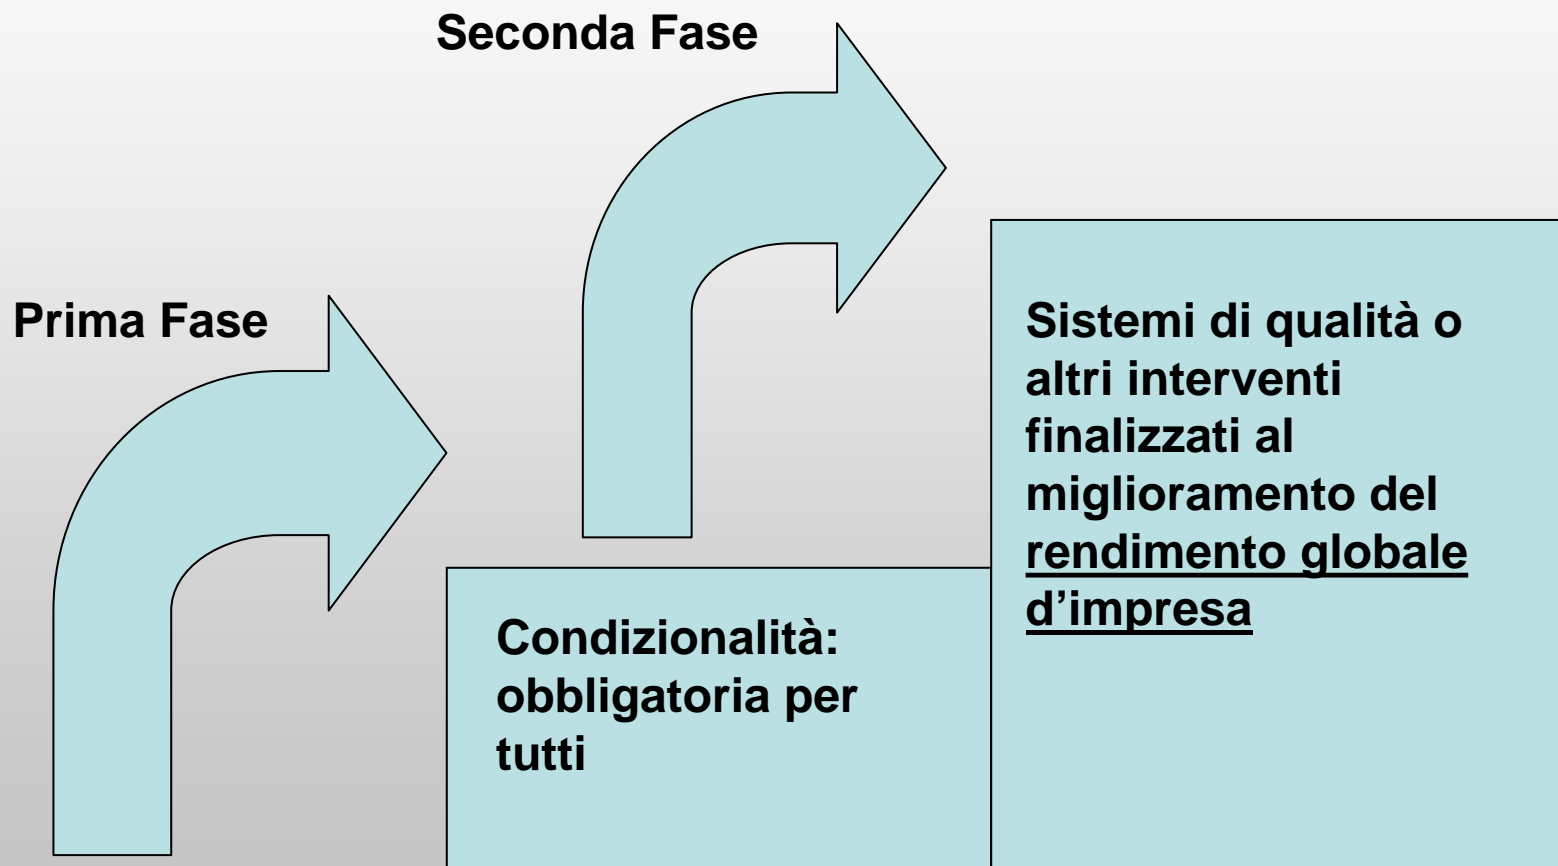 Seconda Fase
Prima Fase
Sistemi di qualità o
altri interventi
finalizzati al
miglioramento del
rendimento globale
d’impresa
Condizionalità:
obbligatoria per
tutti